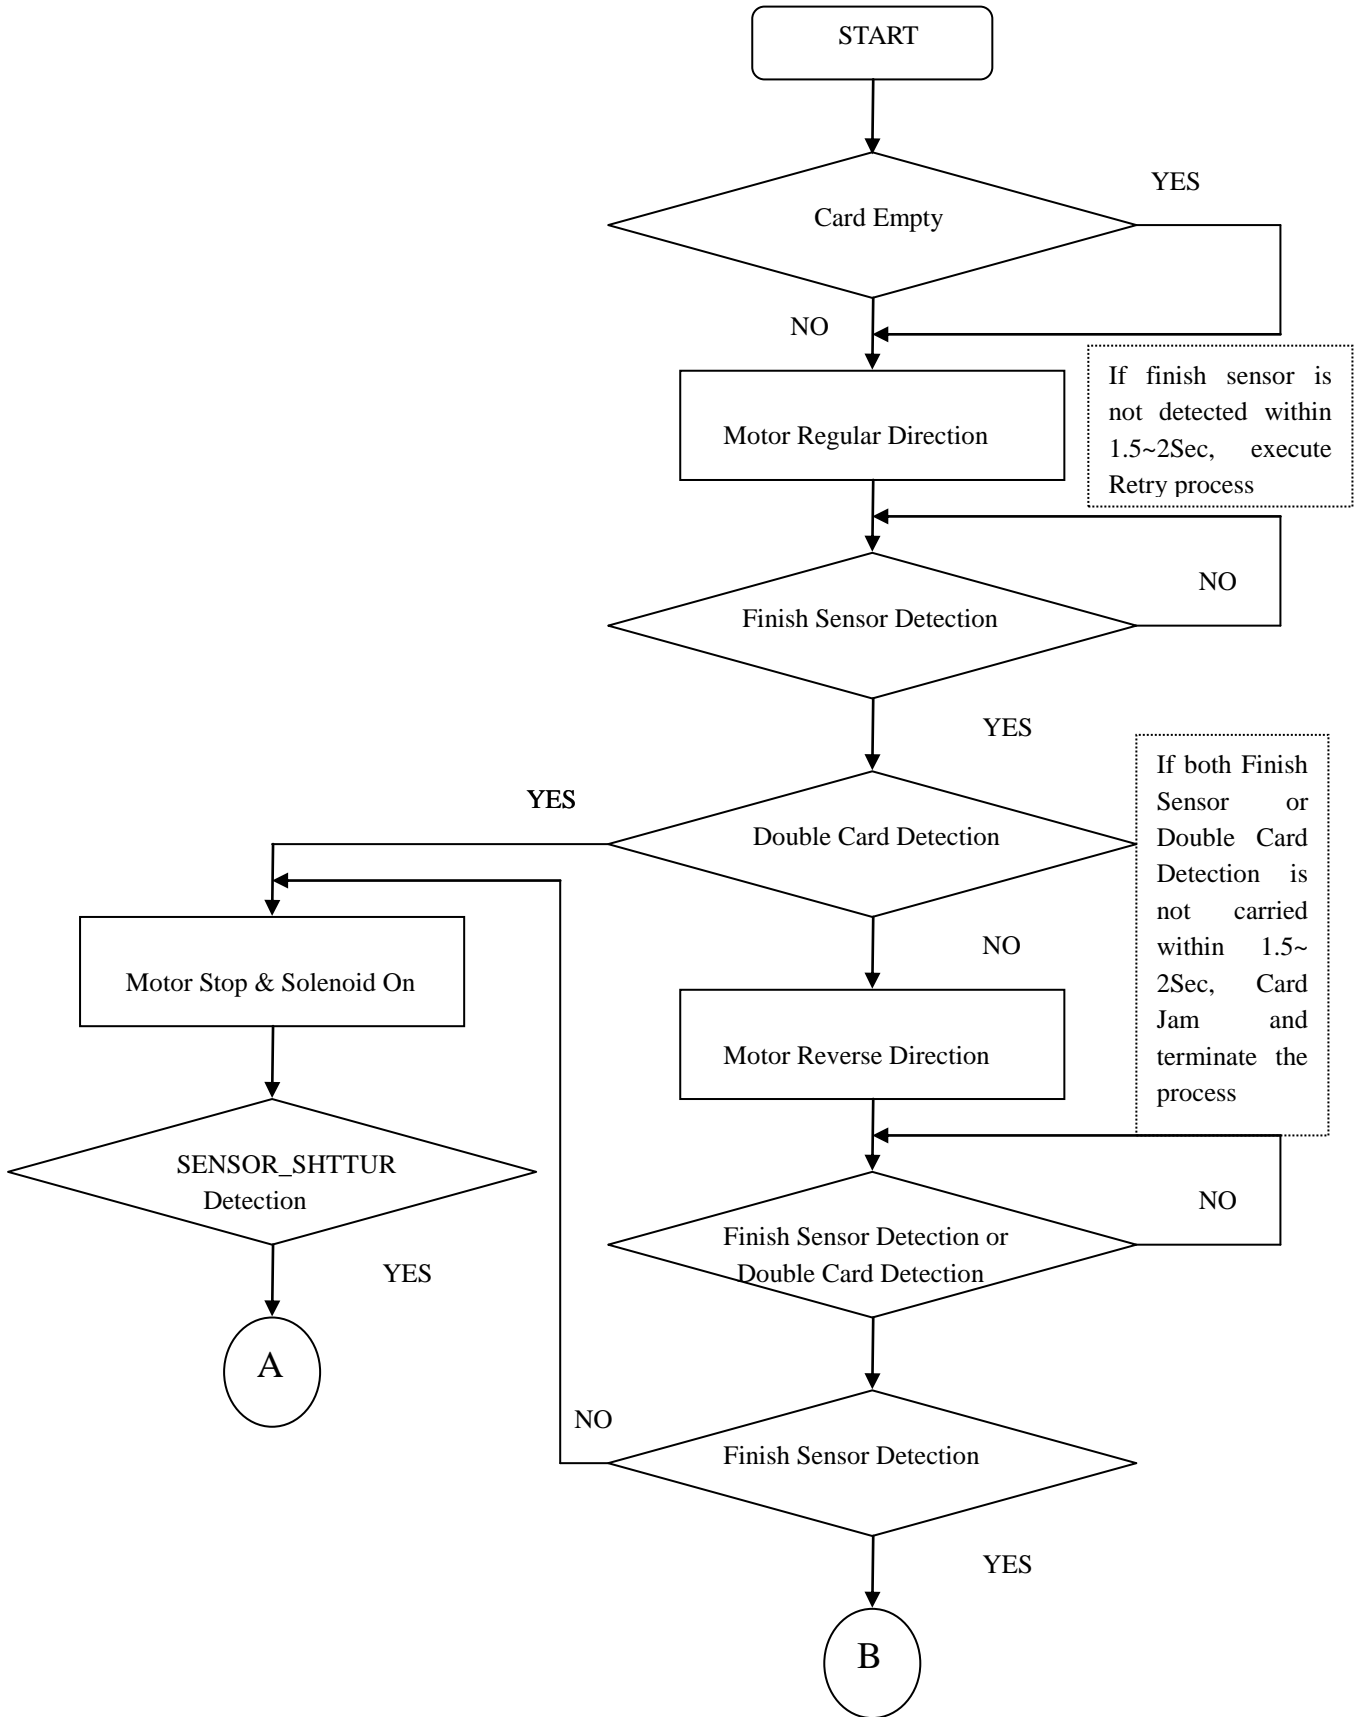 START
YES
Card Empty
NO
If finish sensor is
not detected within
1.5~2Sec, execute
Retry process
Motor Regular Direction
NO
Finish Sensor Detection
YES
If both Finish
Sensor or
Double Card
Detection is
not carried
within 1.5~
2Sec, Card
Jam and
terminate the
process
YES
Double Card Detection
NO
Motor Stop & Solenoid On
Motor Reverse Direction
SENSOR_SHTTUR
Detection
NO
Finish Sensor Detection or
Double Card Detection
YES
A
NO
Finish Sensor Detection
YES
B